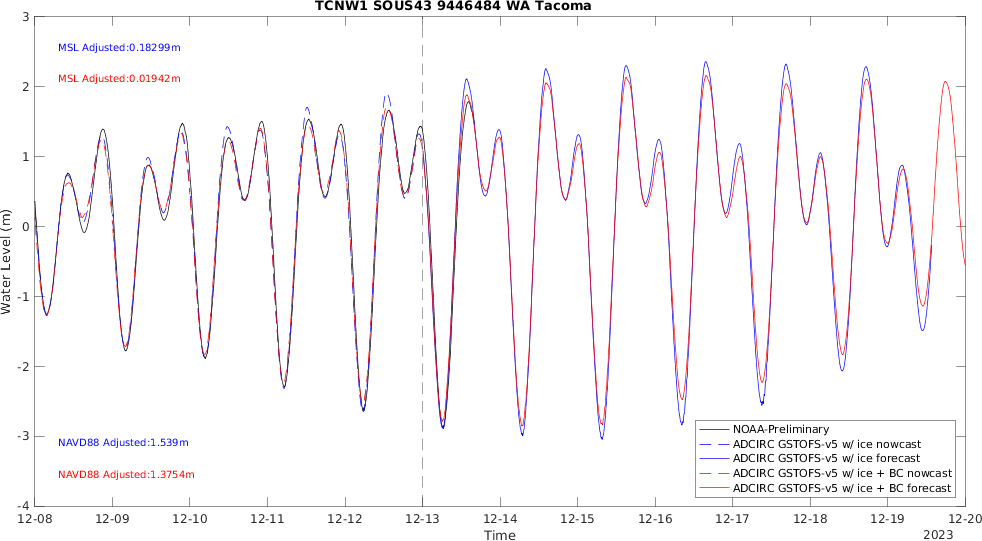 TCNW1 SOUS43 9446484 WA Tacoma
3
2
1
0
-1
-2
-3
-4
Water Level (m)
MSL Adjusted:0.18299m
MSL Adjusted:0.01942m
NAVD88 Adjusted:1.539m
NAVD88 Adjusted:1.3754m
NOAA-Preliminary
ADCIRC GSTOFS-v5 w/ ice nowcast
ADCIRC GSTOFS-v5 w/ ice forecast
ADCIRC GSTOFS-v5 w/ ice + BC nowcast
ADCIRC GSTOFS-v5 w/ ice + BC forecast
12-08 12-09 12-10 12-11 12-12 12-13 12-14 12-15 12-16 12-17 12-18 12-19 12-20
Time
2023